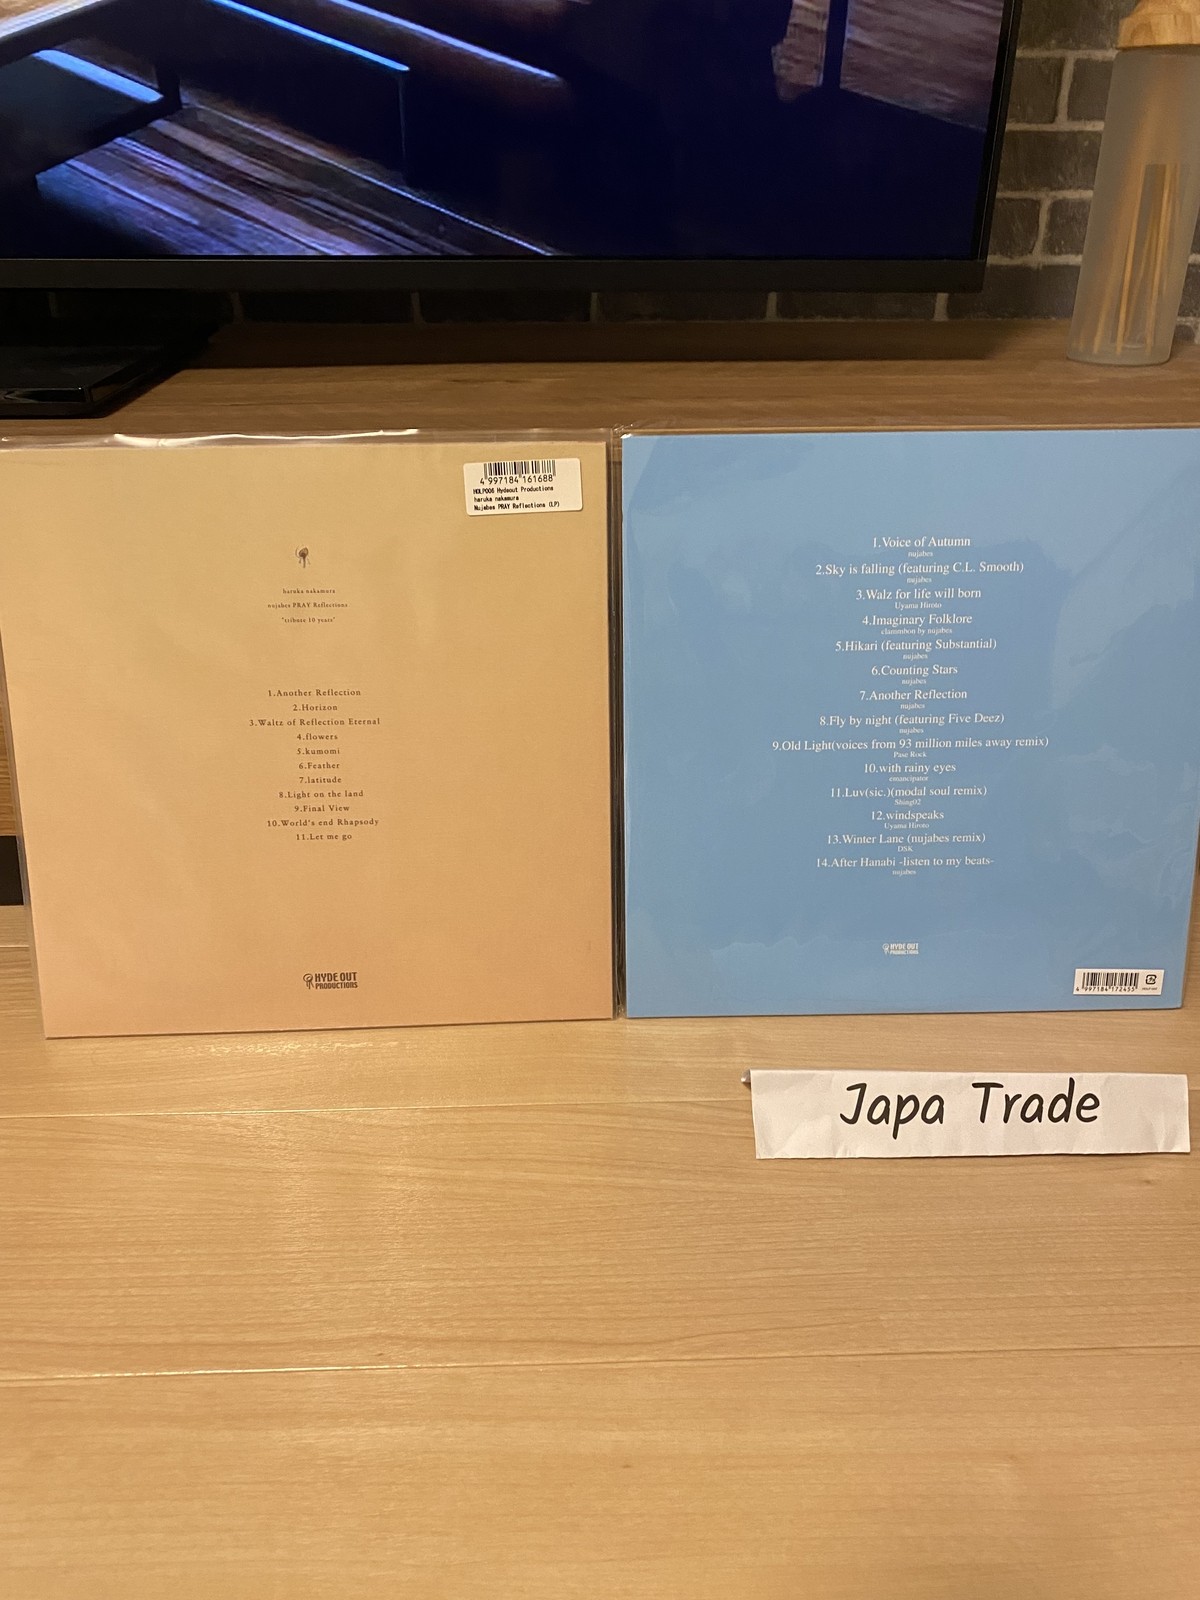 4 997184 161688
HOLP006 Hydeout Productions
haruka nakamura
Nujabes PRAY Reflections (LP)
haruka nakamura
nujabes PRAY Reflections
"tribute 10 years"
1.Another Reflection
2.Horizon
3.Waltz of Reflection Eternal
4.flowers
5.kumomi
6.Feather
7.latitude
8.Light on the land
9.Final View
10.World's end Rhapsody
11.Let me go
HYDE OUT
PRODUCTIONS
1.Voice of Autumn
nujabes
2.Sky is falling (featuring C.L. Smooth)
nujabes
3.Walz for life will born
Uyama Hiroto
4.Imaginary Folklore
clammbon by nujabes
5.Hikari (featuring Substantial)
nujabes
6.Counting Stars
nujabes
7.Another Reflection
nujabes
8.Fly by night (featuring Five Deez)
nujabes
9.Old Light(voices from 93 million miles away remix)
Pase Rock
10.with rainy eyes
emancipator
11.Luv(sic.)(modal soul remix)
Shing02
12.windspeaks
Uyama Hiroto
13.Winter Lane (nujabes remix)
DSK
14.After Hanabi -listen to my beats-
nujabes
HYDE OUT
PRODUCTIONS
4 997184 172455
Japa Trade